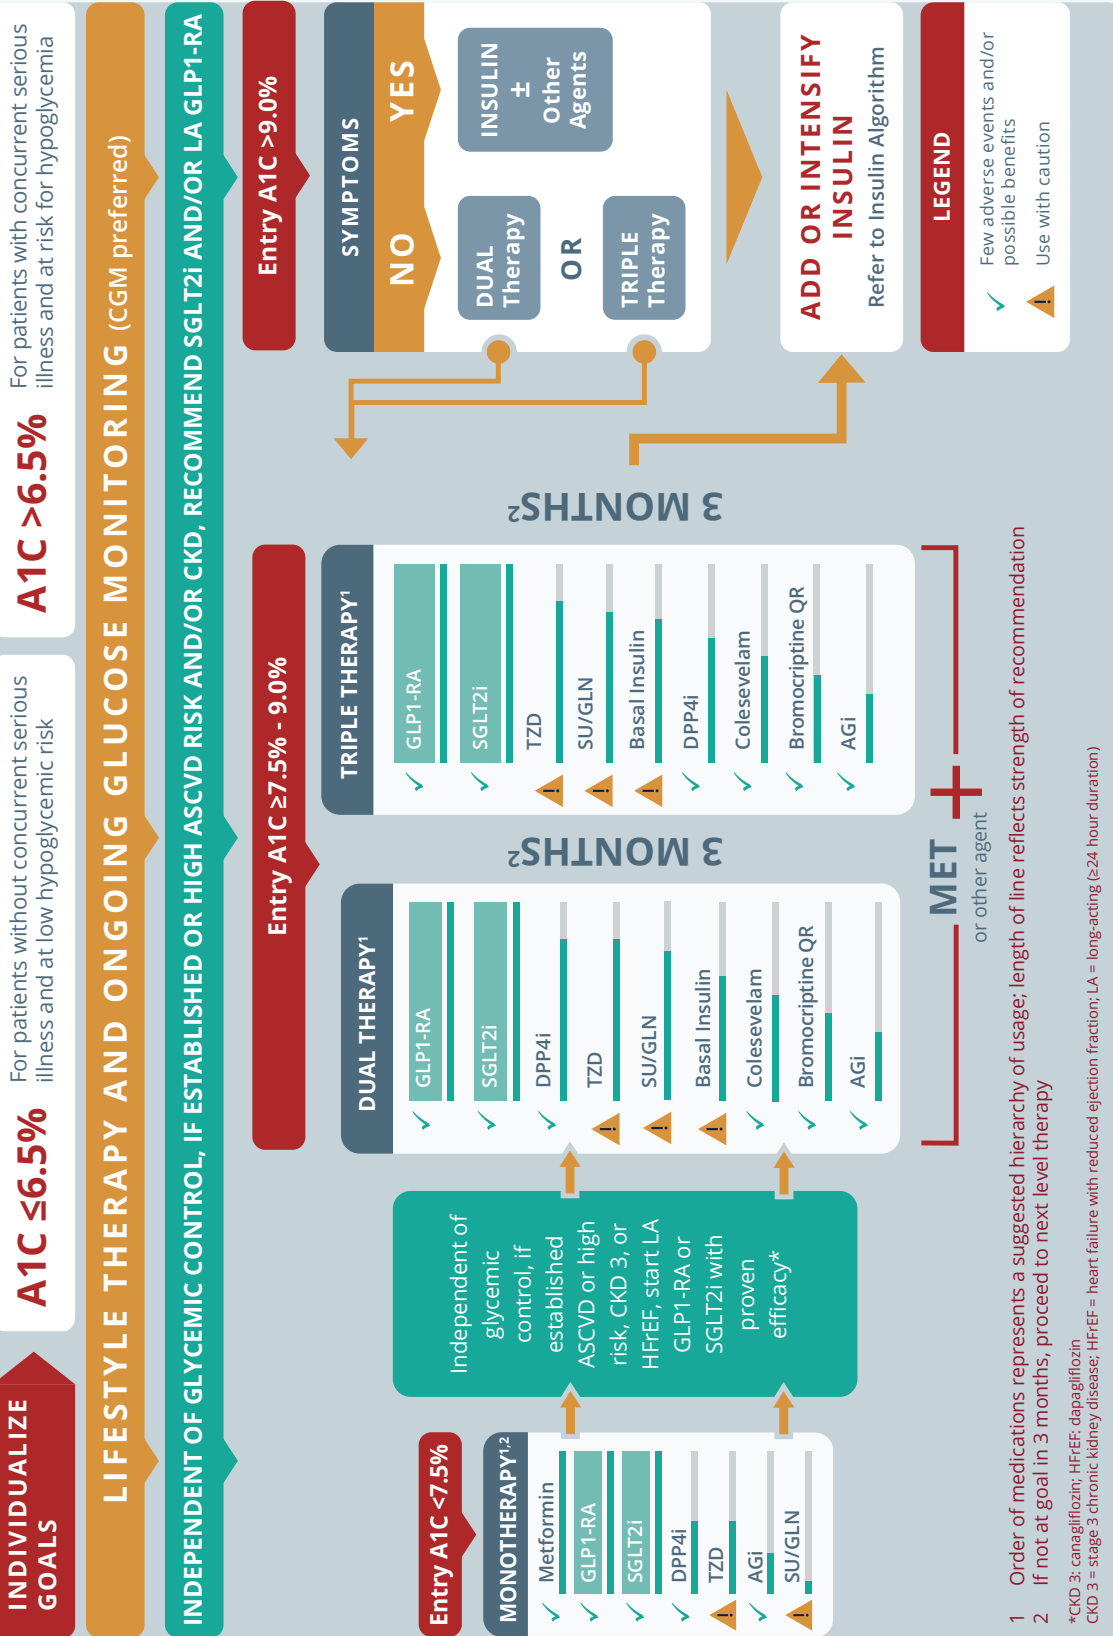 INDIVIDUALIZE
GOALS
A1C ≤6.5%
For patients without concurrent serious
illness and at low hypoglycemic risk
A1C >6.5%
For patients with concurrent serious
illness and at risk for hypoglycemia
LIFESTYLE THERAPY AND ONGOING GLUCOSE MONITORING (CGM preferred)
INDEPENDENT OF GLYCEMIC CONTROL, IF ESTABLISHED OR HIGH ASCVD RISK AND/OR CKD, RECOMMEND SGLT2i AND/OR LA GLP1-RA
Entry A1C <7.5%
MONOTHERAPY1,2
Metformin
GLP1-RA
SGLT2i
DPP4i
TZD
AGi
SU/GLN
Independent of
glycemic
control, if
established
ASCVD or high
risk, CKD 3, or
HFrEF, start LA
GLP1-RA or
SGLT2i with
proven
efficacy*
Entry A1C ≥7.5% - 9.0%
DUAL THERAPY1
GLP1-RA
SGLT2i
DPP4i
TZD
SU/GLN
Basal Insulin
Colesevelam
Bromocriptine QR
AGi
3 MONTHS2
TRIPLE THERAPY1
GLP1-RA
SGLT2i
TZD
SU/GLN
Basal Insulin
DPP4i
Colesevelam
Bromocriptine QR
AGi
3 MONTHS2
MET
or other agent
+
Entry A1C >9.0%
SYMPTOMS
NO YES
DUAL
Therapy
OR
TRIPLE
Therapy
INSULIN
±
Other
Agents
ADD OR INTENSIFY
INSULIN
Refer to Insulin Algorithm
LEGEND
✓ Few adverse events and/or
possible benefits
! Use with caution
1 Order of medications represents a suggested hierarchy of usage; length of line reflects strength of recommendation
2 If not at goal in 3 months, proceed to next level therapy
*CKD 3: canagliflozin; HFrEF: dapagliflozin
CKD 3 = stage 3 chronic kidney disease; HFrEF = heart failure with reduced ejection fraction; LA = long-acting (≥24 hour duration)